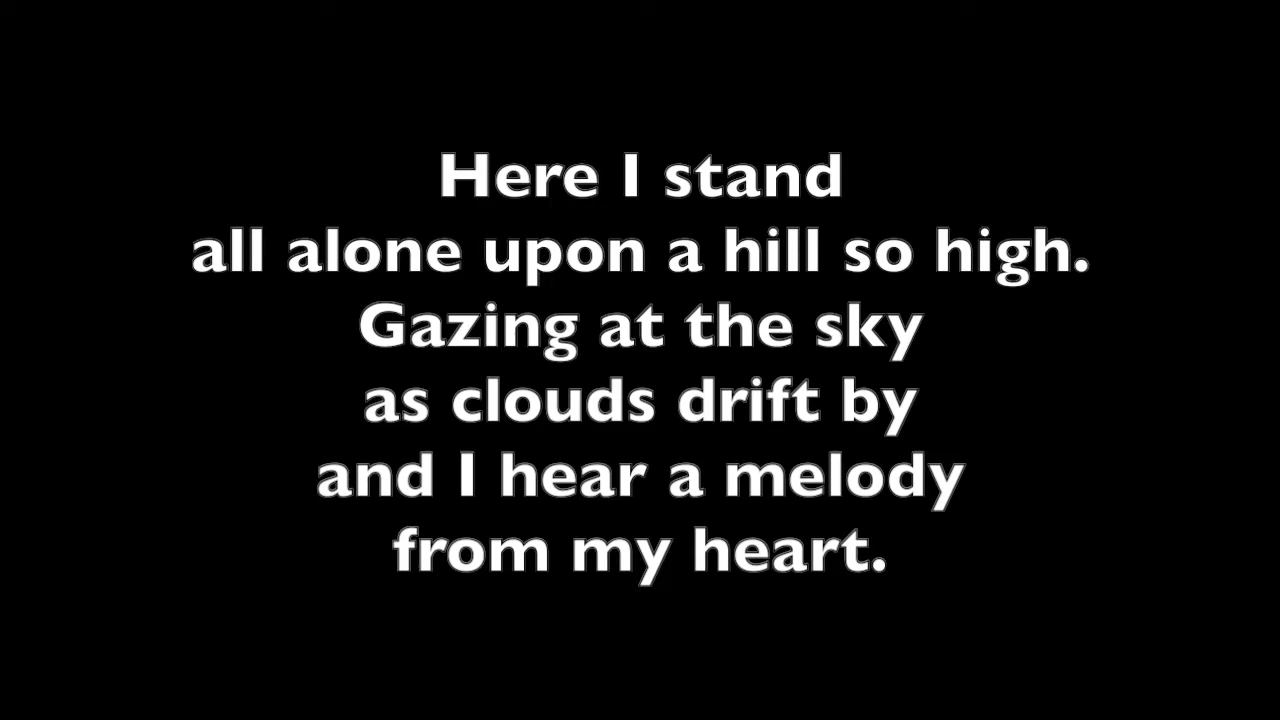 Here I stand
all alone upon a hill so high.
Gazing at the sky
as clouds drift by
and I hear a melody
from my heart.